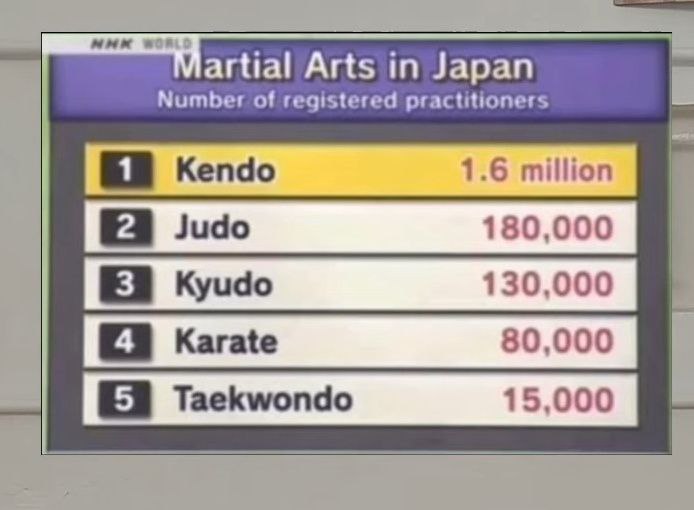 NHK WORLD
Martial Arts in Japan
Number of registered practitioners
1 Kendo 1.6 million
2 Judo 180,000
3 Kyudo 130,000
4 Karate 80,000
5 Taekwondo 15,000